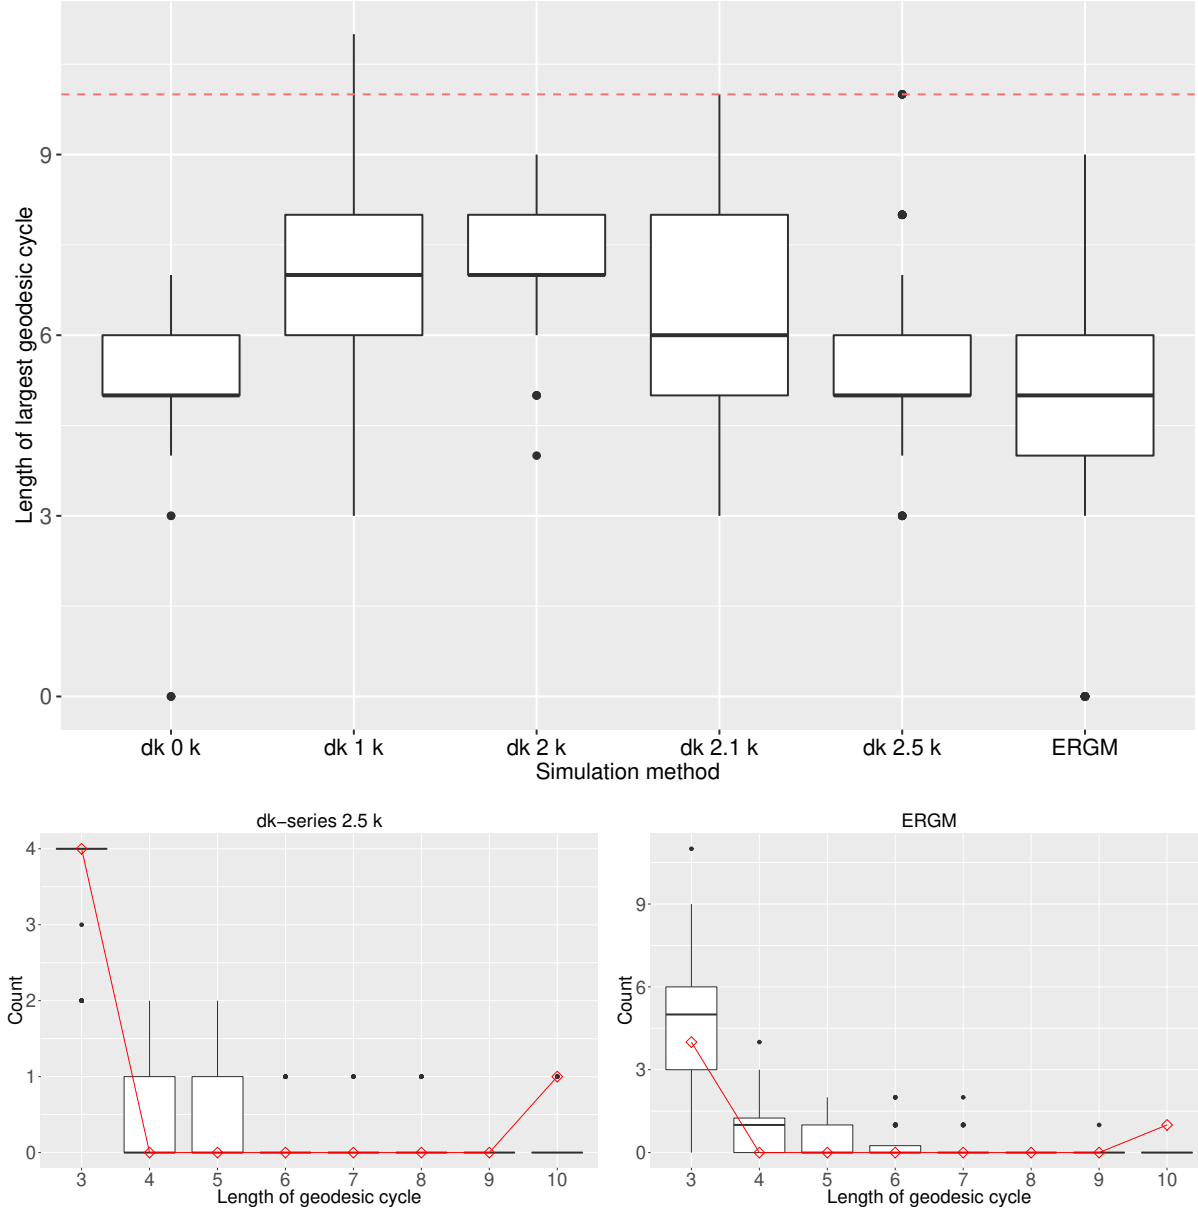 Length of largest geodesic cycle
9
6
3
0
dk 0 k dk 1 k dk 2 k dk 2.1 k dk 2.5 k ERGM
Simulation method
dk−series 2.5 k
Count
4
3
2
1
0
3 4 5 6 7 8 9 10
Length of geodesic cycle
ERGM
Count
9
6
3
0
3 4 5 6 7 8 9 10
Length of geodesic cycle